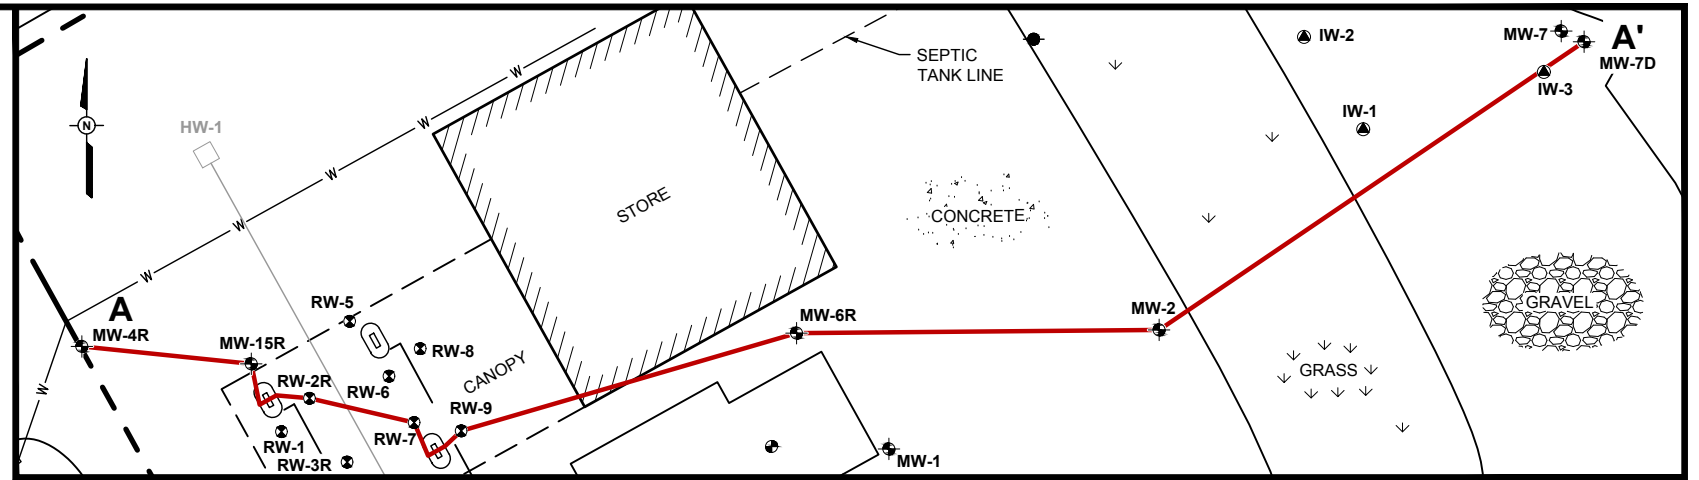 IW-2
MW-7
A'
MW-7D
SEPTIC
TANK LINE
W
IW-3
W
IW-1
N
HW-1
W
STORE
CONCRETE
W
W
RW-5
A
MW-4R
GRAVEL
MW-2
MW-6R
MW-15R
RW-8
CANOPY
GRASS
RW-2R
RW-6
W
RW-9
RW-7
RW-1
RW-3R
MW-1